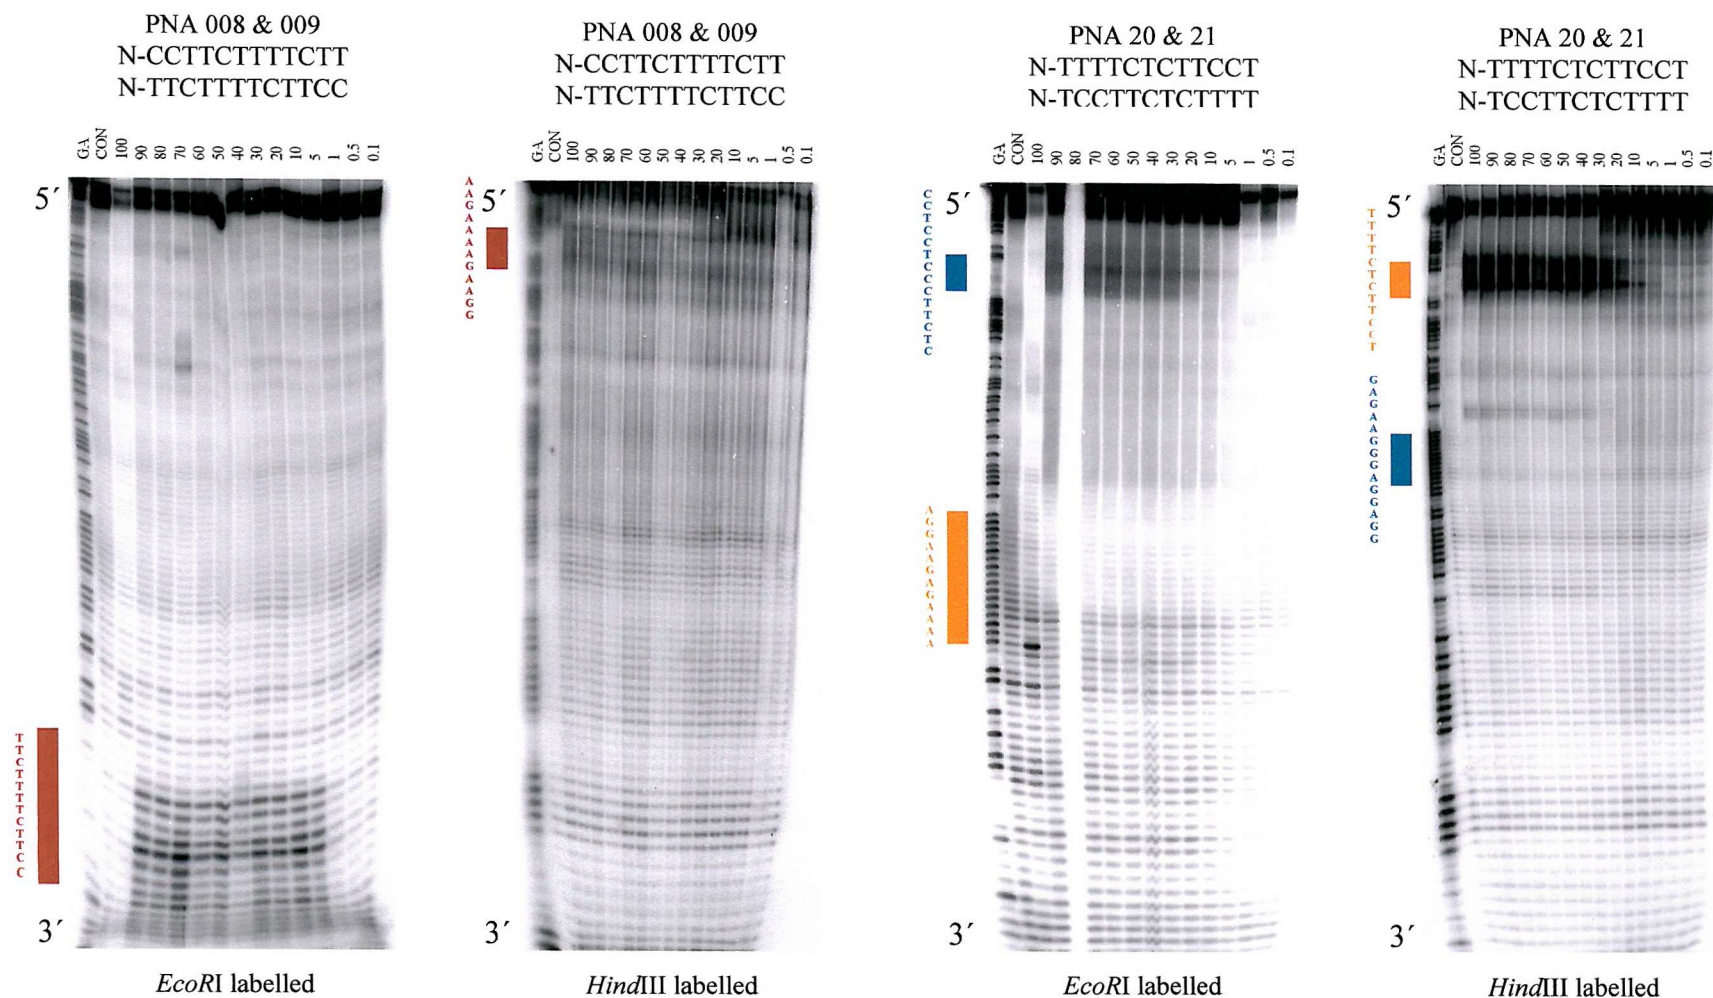 PNA 008 & 009
N-CCTTCTTTTCTT
N-TTCTTTTCTTCC
GA CON 100 90 80 70 60 50 40 30 20 10 5 1 0.5 0.1
5´
TTCTTTTCTTCC
3´
EcoRI labelled
PNA 008 & 009
N-CCTTCTTTTCTT
N-TTCTTTTCTTCC
GA CON 100 90 80 70 60 50 40 30 20 10 5 1 0.5 0.1
AAGAAAAGAAGG
5´
3´
HindIII labelled
PNA 20 & 21
N-TTTTCTCTTCCT
N-TCCTTCTCTTTT
GA CON 100 90 80 70 60 50 40 30 20 10 5 1 0.5 0.1
CCTCCTCCCTTCTC
5´
AGGAAGAGAAAA
3´
EcoRI labelled
PNA 20 & 21
N-TTTTCTCTTCCT
N-TCCTTCTCTTTT
GA CON 100 90 80 70 60 50 40 30 20 10 5 1 0.5 0.1
5´
TTTTCTCTTCCT
GAGAAGGGAGGAGG
3´
HindIII labelled